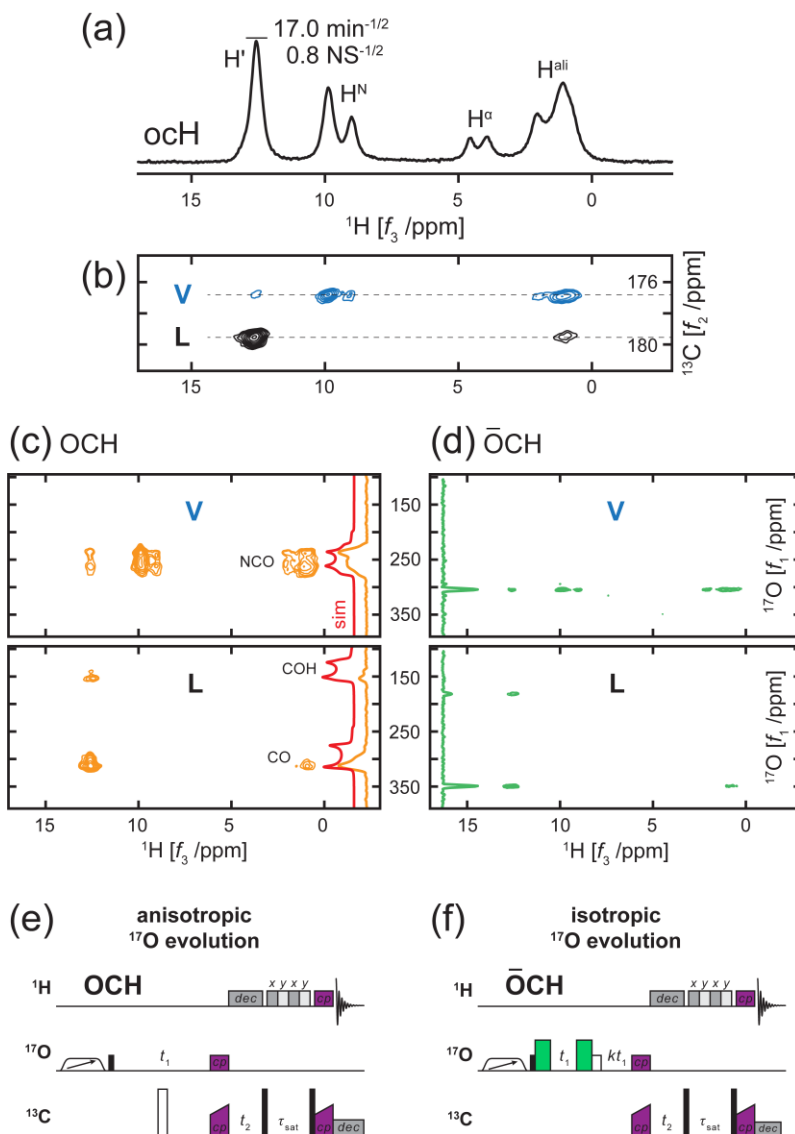 (a)
17.0 min-1/2
0.8 NS-1/2
H'
HN
Hα
Hali
ocH
15 10 5 0
1H [f3 /ppm]
(b)
V
L
176
180
13C [f2 /ppm]
15 10 5 0
(c) OCH
V
NCO
sim
150
250
350
L
COH
CO
150
250
350
15 10 5 0
1H [f3 /ppm]
(d) ŌCH
V
17O [f1 /ppm]
L
17O [f1 /ppm]
15 10 5 0
1H [f3 /ppm]
(e)
anisotropic
17O evolution
1H OCH dec x y x y cp
17O t1 cp
13C cp t2 τsat cp dec
(f)
isotropic
17O evolution
1H ŌCH dec x y x y cp
17O t1 kt1 cp
13C cp t2 τsat cp dec